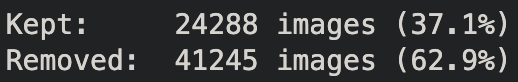 Kept:     24288 images (37.1%)
Removed:  41245 images (62.9%)